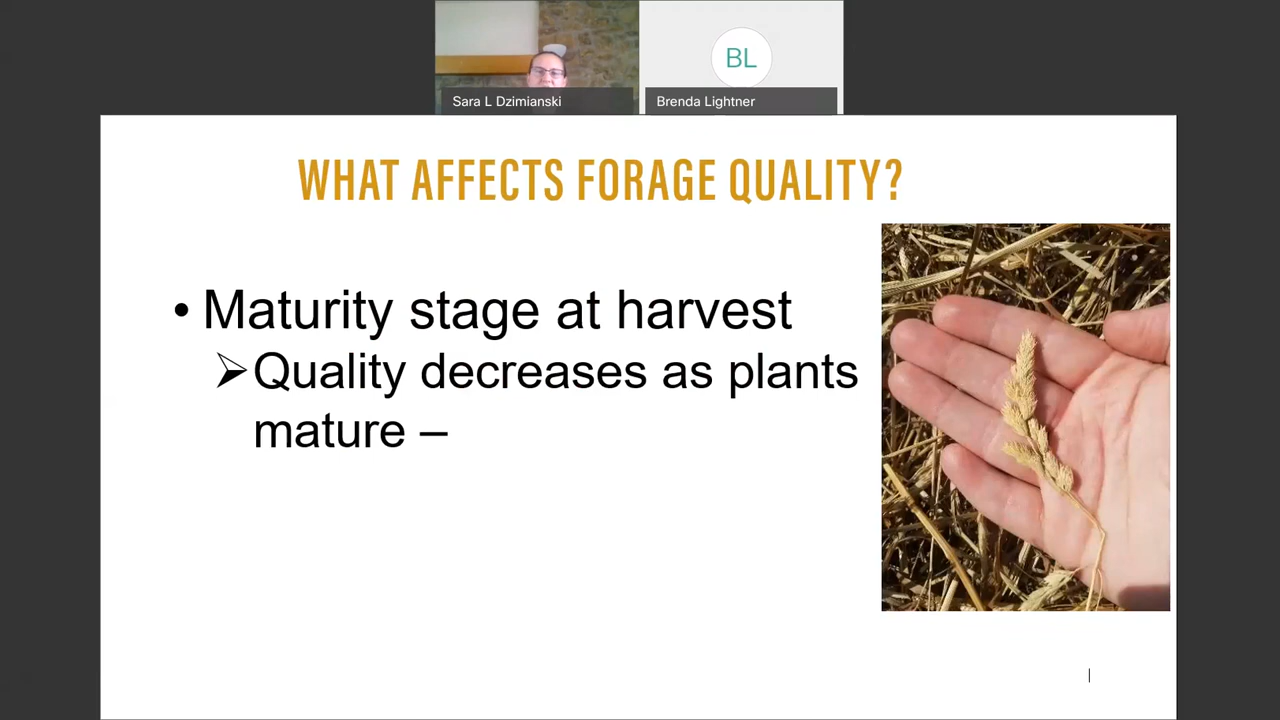 BL
Sara L Dzimianski
Brenda Lightner
WHAT AFFECTS FORAGE QUALITY?
• Maturity stage at harvest
➢Quality decreases as plants
mature –
|